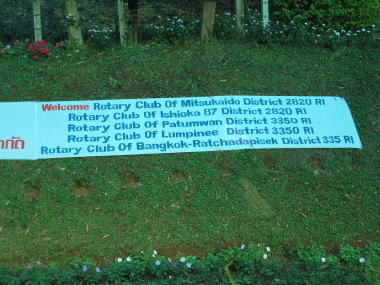 Welcome Rotary Club Of Mitsukaido District 2820 RI
Rotary Club Of Ishioka 87 District 2820 RI
Rotary Club Of Patumwan District 3350 RI
Rotary Club Of Lumpinee District 3350 RI
Rotary Club Of Bangkok-Ratchadapisek District 335 RI